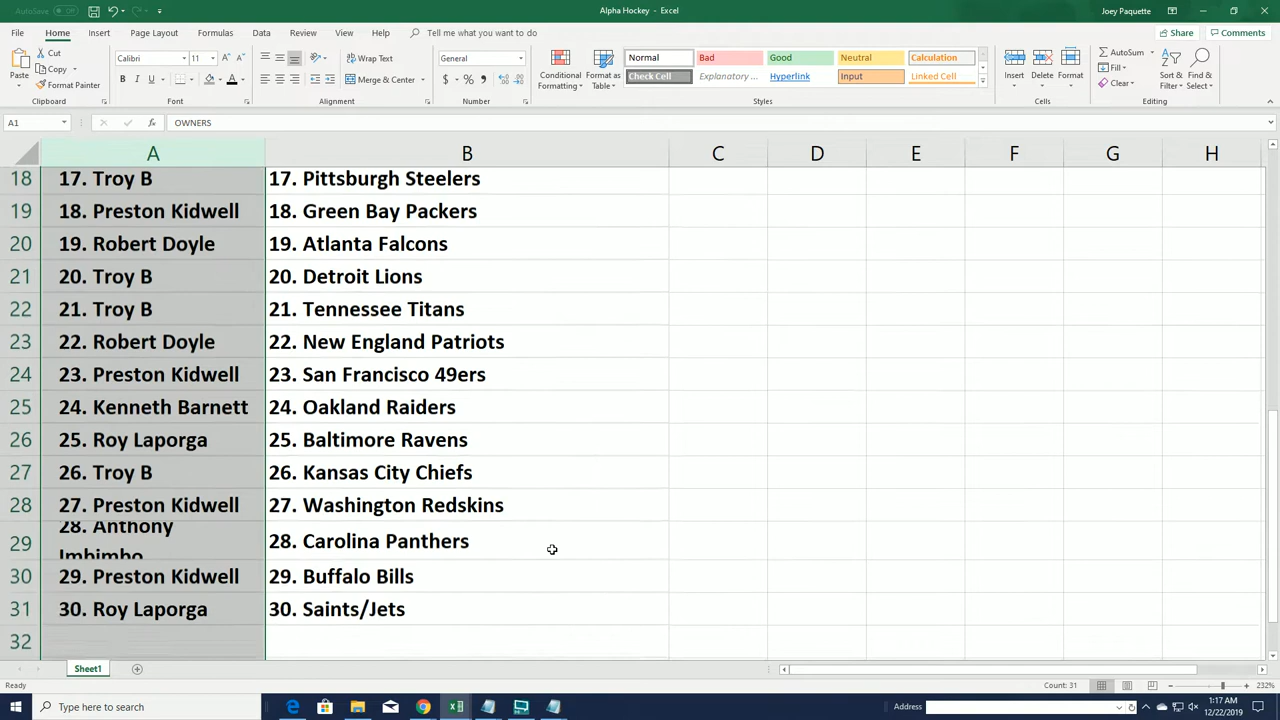 AutoSave Off
Alpha Hockey - Excel
Joey Paquette
File Home Insert Page Layout Formulas Data Review View Help Tell me what you want to do
Share Comments
Paste
Cut
Copy
Format Painter
Clipboard
Calibri 11
B I U
Font
Wrap Text
Merge & Center
Alignment
General
$ % ,
Number
Conditional Formatting
Format as Table
Normal Bad Good Neutral Calculation
Check Cell Explanatory ... Hyperlink Input Linked Cell
Styles
Insert Delete Format
Cells
AutoSum
Fill
Clear
Sort & Filter
Find & Select
Editing
A1 fx OWNERS
A B C D E F G H
18 17. Troy B 17. Pittsburgh Steelers
19 18. Preston Kidwell 18. Green Bay Packers
20 19. Robert Doyle 19. Atlanta Falcons
21 20. Troy B 20. Detroit Lions
22 21. Troy B 21. Tennessee Titans
23 22. Robert Doyle 22. New England Patriots
24 23. Preston Kidwell 23. San Francisco 49ers
25 24. Kenneth Barnett 24. Oakland Raiders
26 25. Roy Laporga 25. Baltimore Ravens
27 26. Troy B 26. Kansas City Chiefs
28 27. Preston Kidwell 27. Washington Redskins
29 28. Anthony Imbimbo 28. Carolina Panthers
30 29. Preston Kidwell 29. Buffalo Bills
31 30. Roy Laporga 30. Saints/Jets
32
Sheet1
Ready
Count: 31
232%
Type here to search
Address
1:17 AM
12/22/2019